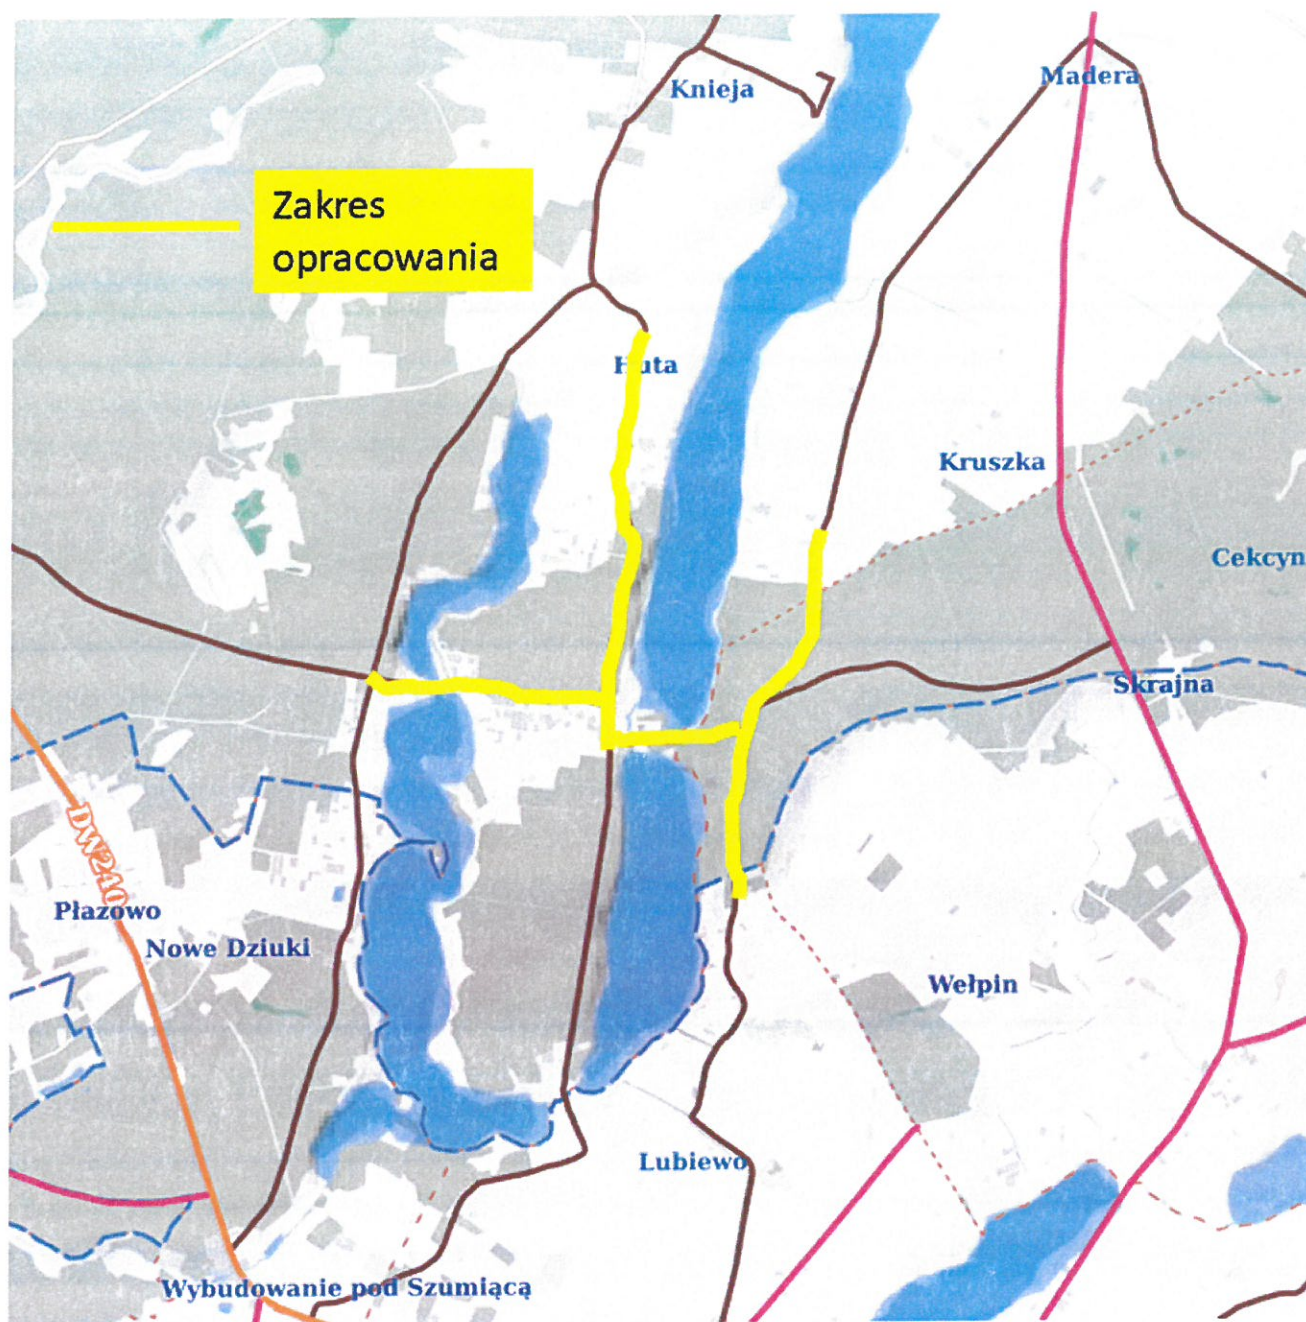 Knieja
Madera
Zakres
opracowania
Huta
Kruszka
Cekcyn
Skrajna
DW240
Płazowo
Nowe Dziuki
Wełpin
Lubiewo
Wybudowanie pod Szumiącą